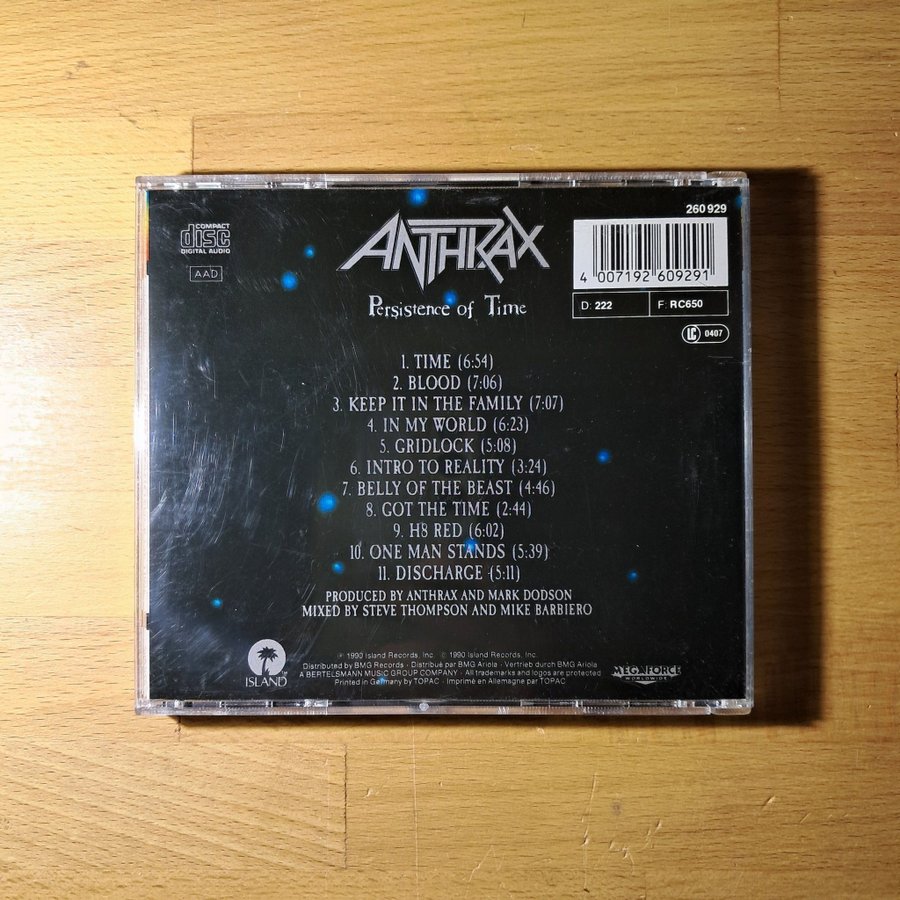 COMPACT
disc
DIGITAL AUDIO
AAD
ANTHRAX
Persistence of Time
260 929
4 007192 609291
D: 222 F: RC650
LC 0407
1. TIME (6:54)
2. BLOOD (7:06)
3. KEEP IT IN THE FAMILY (7:07)
4. IN MY WORLD (6:23)
5. GRIDLOCK (5:08)
6. INTRO TO REALITY (3:24)
7. BELLY OF THE BEAST (4:46)
8. GOT THE TIME (2:44)
9. H8 RED (6:02)
10. ONE MAN STANDS (5:39)
11. DISCHARGE (5:11)
PRODUCED BY ANTHRAX AND MARK DODSON
MIXED BY STEVE THOMPSON AND MIKE BARBIERO
ISLAND
℗ 1990 Island Records, Inc. © 1990 Island Records, Inc.
Distributed by BMG Records · Distribué par BMG Ariola · Vertrieb durch BMG Ariola
A BERTELSMANN MUSIC GROUP COMPANY · All trademarks and logos are protected
Printed in Germany by TOPAC · Imprimé en Allemagne par TOPAC
MEGAFORCE
WORLDWIDE